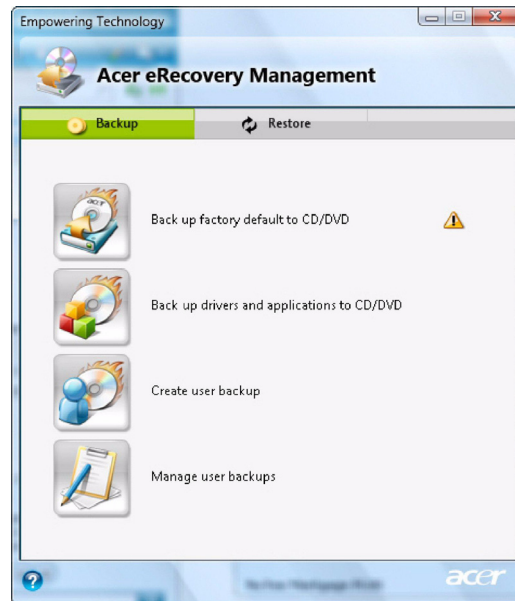 Empowering Technology
Acer eRecovery Management
Backup
Restore
Back up factory default to CD/DVD
Back up drivers and applications to CD/DVD
Create user backup
Manage user backups
acer